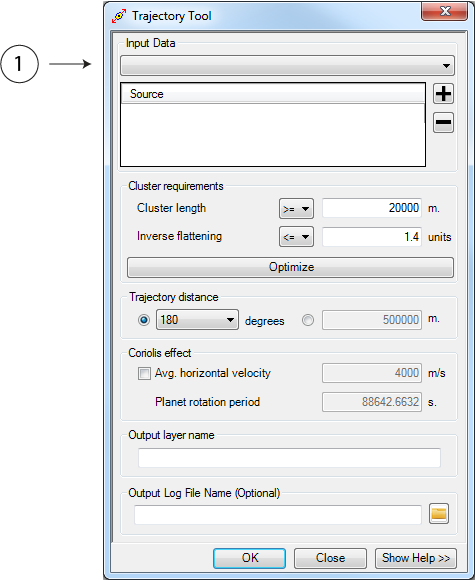 Trajectory Tool
1
Input Data
Source
Cluster requirements
Cluster length >= 20000 m.
Inverse flattening <= 1.4 units
Optimize
Trajectory distance
180 degrees 500000 m.
Coriolis effect
Avg. horizontal velocity 4000 m/s
Planet rotation period 88642,6632 s.
Output layer name
Output Log File Name (Optional)
OK Close Show Help >>